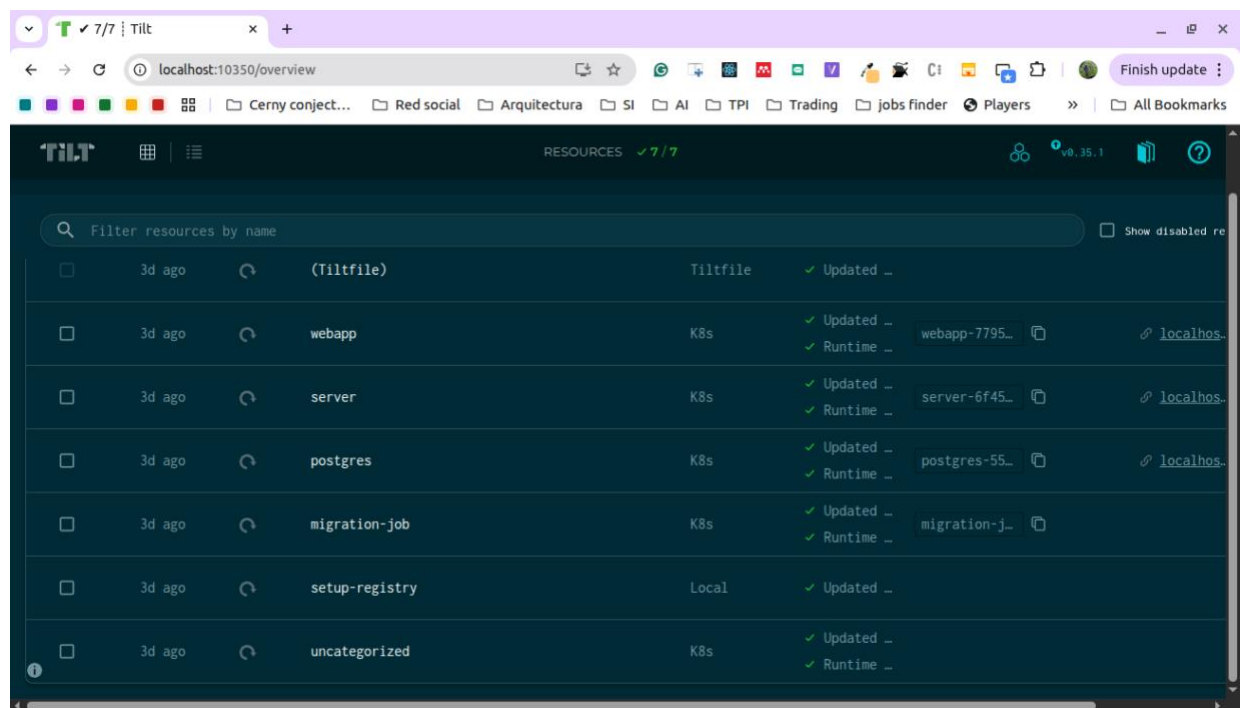 ✔ 7/7 ┊ Tilt
localhost:10350/overview
Finish update
Cerny conject... Red social Arquitectura SI AI TPI Trading jobs finder Players » All Bookmarks
TILT RESOURCES ✓ 7/7 v0.35.1
Filter resources by name Show disabled re
3d ago (Tiltfile) Tiltfile ✓ Updated …
3d ago webapp K8s ✓ Updated … webapp-7795… localhos…
✓ Runtime …
3d ago server K8s ✓ Updated … server-6f45… localhos…
✓ Runtime …
3d ago postgres K8s ✓ Updated … postgres-55… localhos…
✓ Runtime …
3d ago migration-job K8s ✓ Updated … migration-j…
✓ Runtime …
3d ago setup-registry Local ✓ Updated …
3d ago uncategorized K8s ✓ Updated …
✓ Runtime …